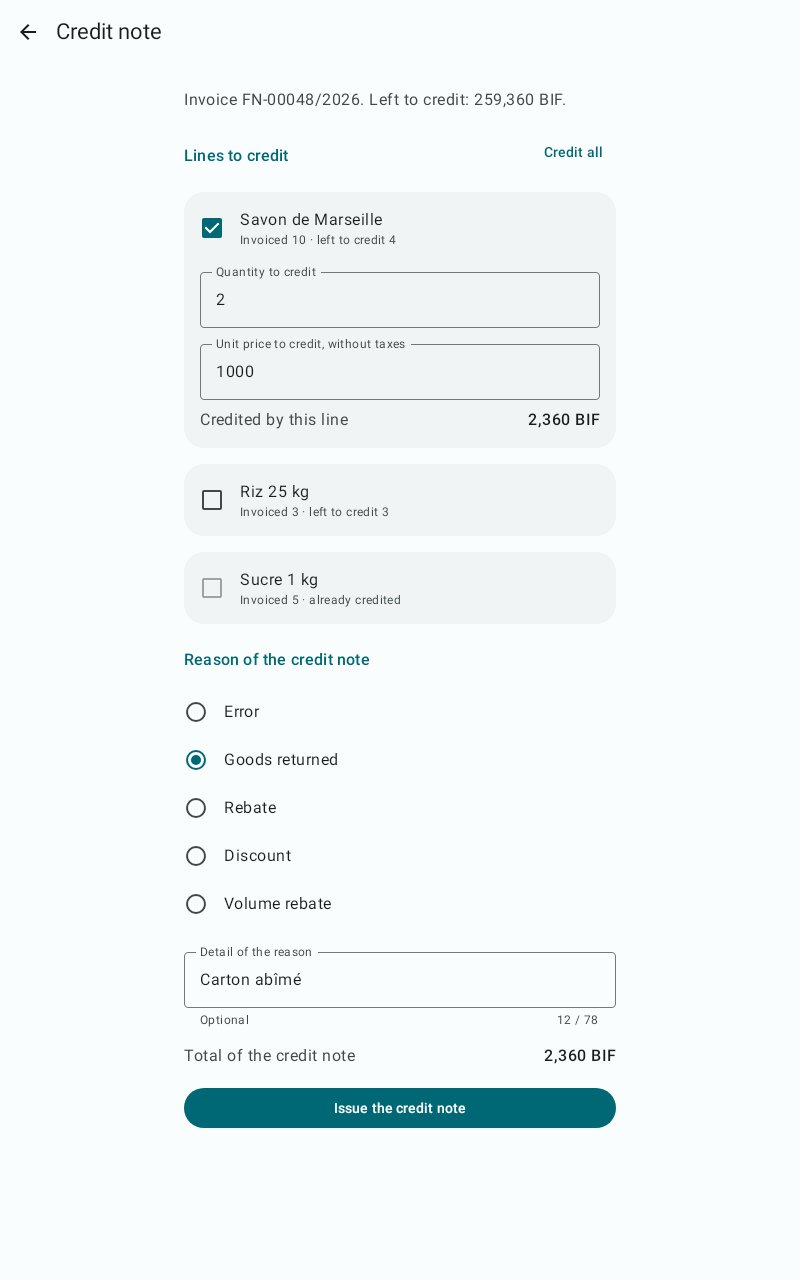 Credit note
Invoice FN-00048/2026. Left to credit: 259,360 BIF.
Lines to credit
Credit all
Savon de Marseille
Invoiced 10 · left to credit 4
Quantity to credit
2
Unit price to credit, without taxes
1000
Credited by this line
2,360 BIF
Riz 25 kg
Invoiced 3 · left to credit 3
Sucre 1 kg
Invoiced 5 · already credited
Reason of the credit note
Error
Goods returned
Rebate
Discount
Volume rebate
Detail of the reason
Carton abîmé
Optional
12 / 78
Total of the credit note
2,360 BIF
Issue the credit note